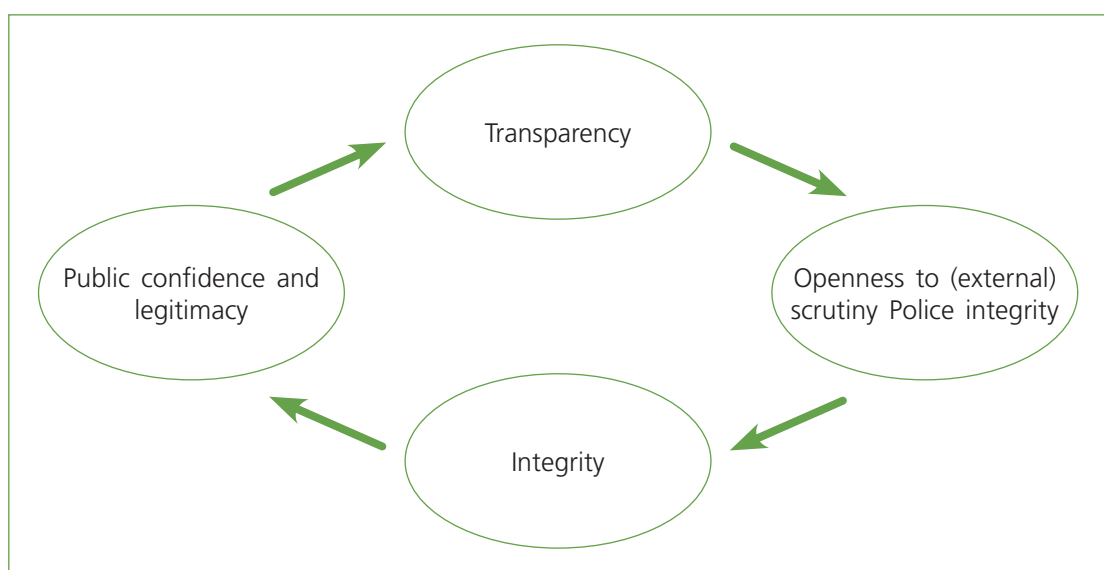 Transparency
Public confidence and
legitimacy
Openness to (external)
scrutiny Police integrity
Integrity